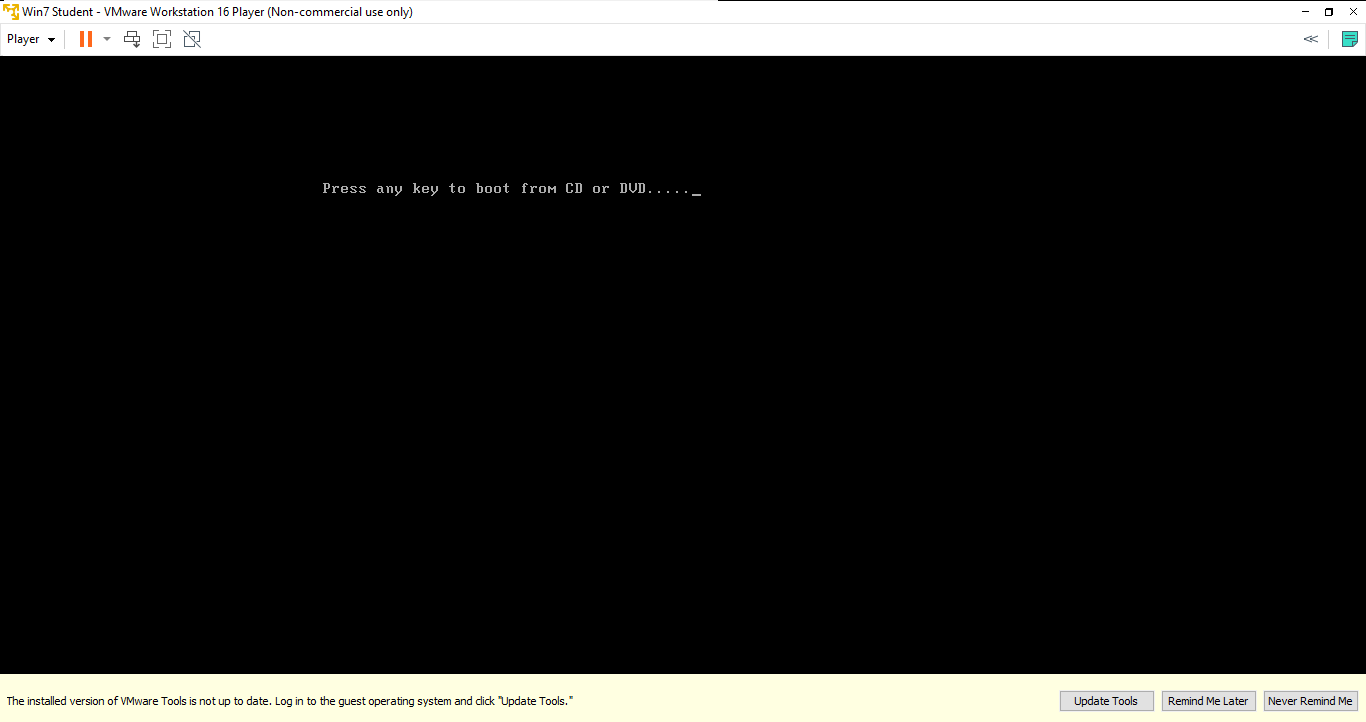 Win7 Student - VMware Workstation 16 Player (Non-commercial use only)
Player
Press any key to boot from CD or DVD....._
The installed version of VMware Tools is not up to date. Log in to the guest operating system and click "Update Tools."
Update Tools
Remind Me Later
Never Remind Me